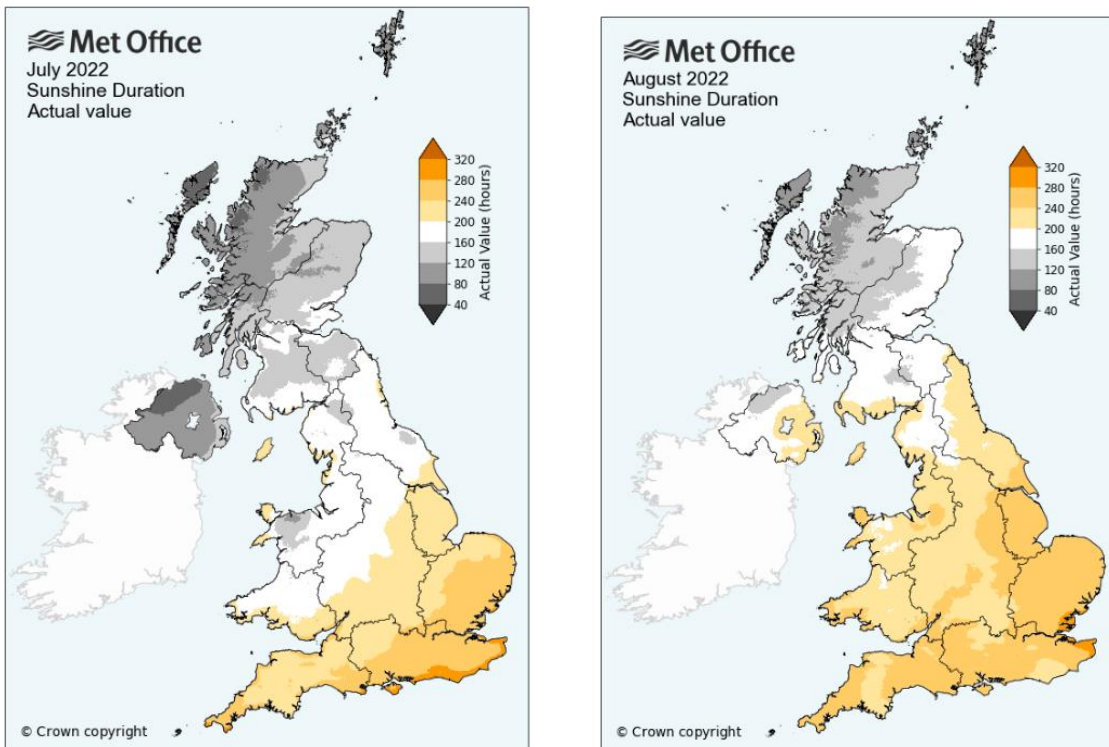 Met Office
July 2022
Sunshine Duration
Actual value
320
280
240
200
160
120
80
40
Actual Value (hours)
© Crown copyright
Met Office
August 2022
Sunshine Duration
Actual value
320
280
240
200
160
120
80
40
Actual Value (hours)
© Crown copyright